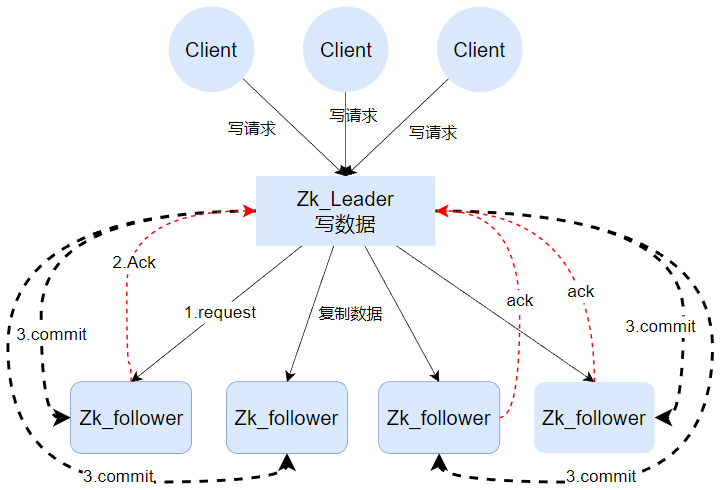 Client
Client
Client
写请求
写请求
写请求
Zk_Leader
写数据
2.Ack
1.request
复制数据
ack
ack
3.commit
3.commit
Zk_follower
Zk_follower
Zk_follower
Zk_follower
3.commit
3.commit